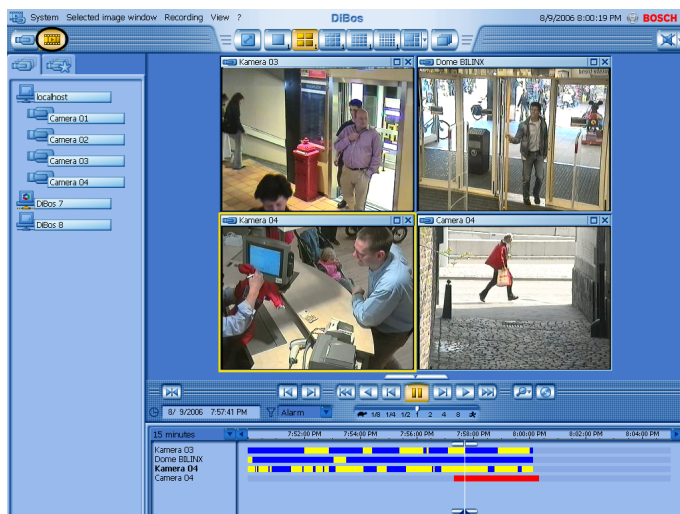 System Selected image window Recording View ? DiBos 8/9/2006 8:00:19 PM BOSCH
Kamera 03
Dome BILINX
localhost
Camera 01
Camera 02
Camera 03
Camera 04
DiBos 7
DiBos 8
Kamera 04
Camera 04
8/ 9/2006 7:57:41 PM Alarm 1/8 1/4 1/2 1 2 4 8
15 minutes 7:52:00 PM 7:54:00 PM 7:56:00 PM 7:58:00 PM 8:00:00 PM 8:02:00 PM 8:04:00 PM
Kamera 03
Dome BILINX
Kamera 04
Camera 04